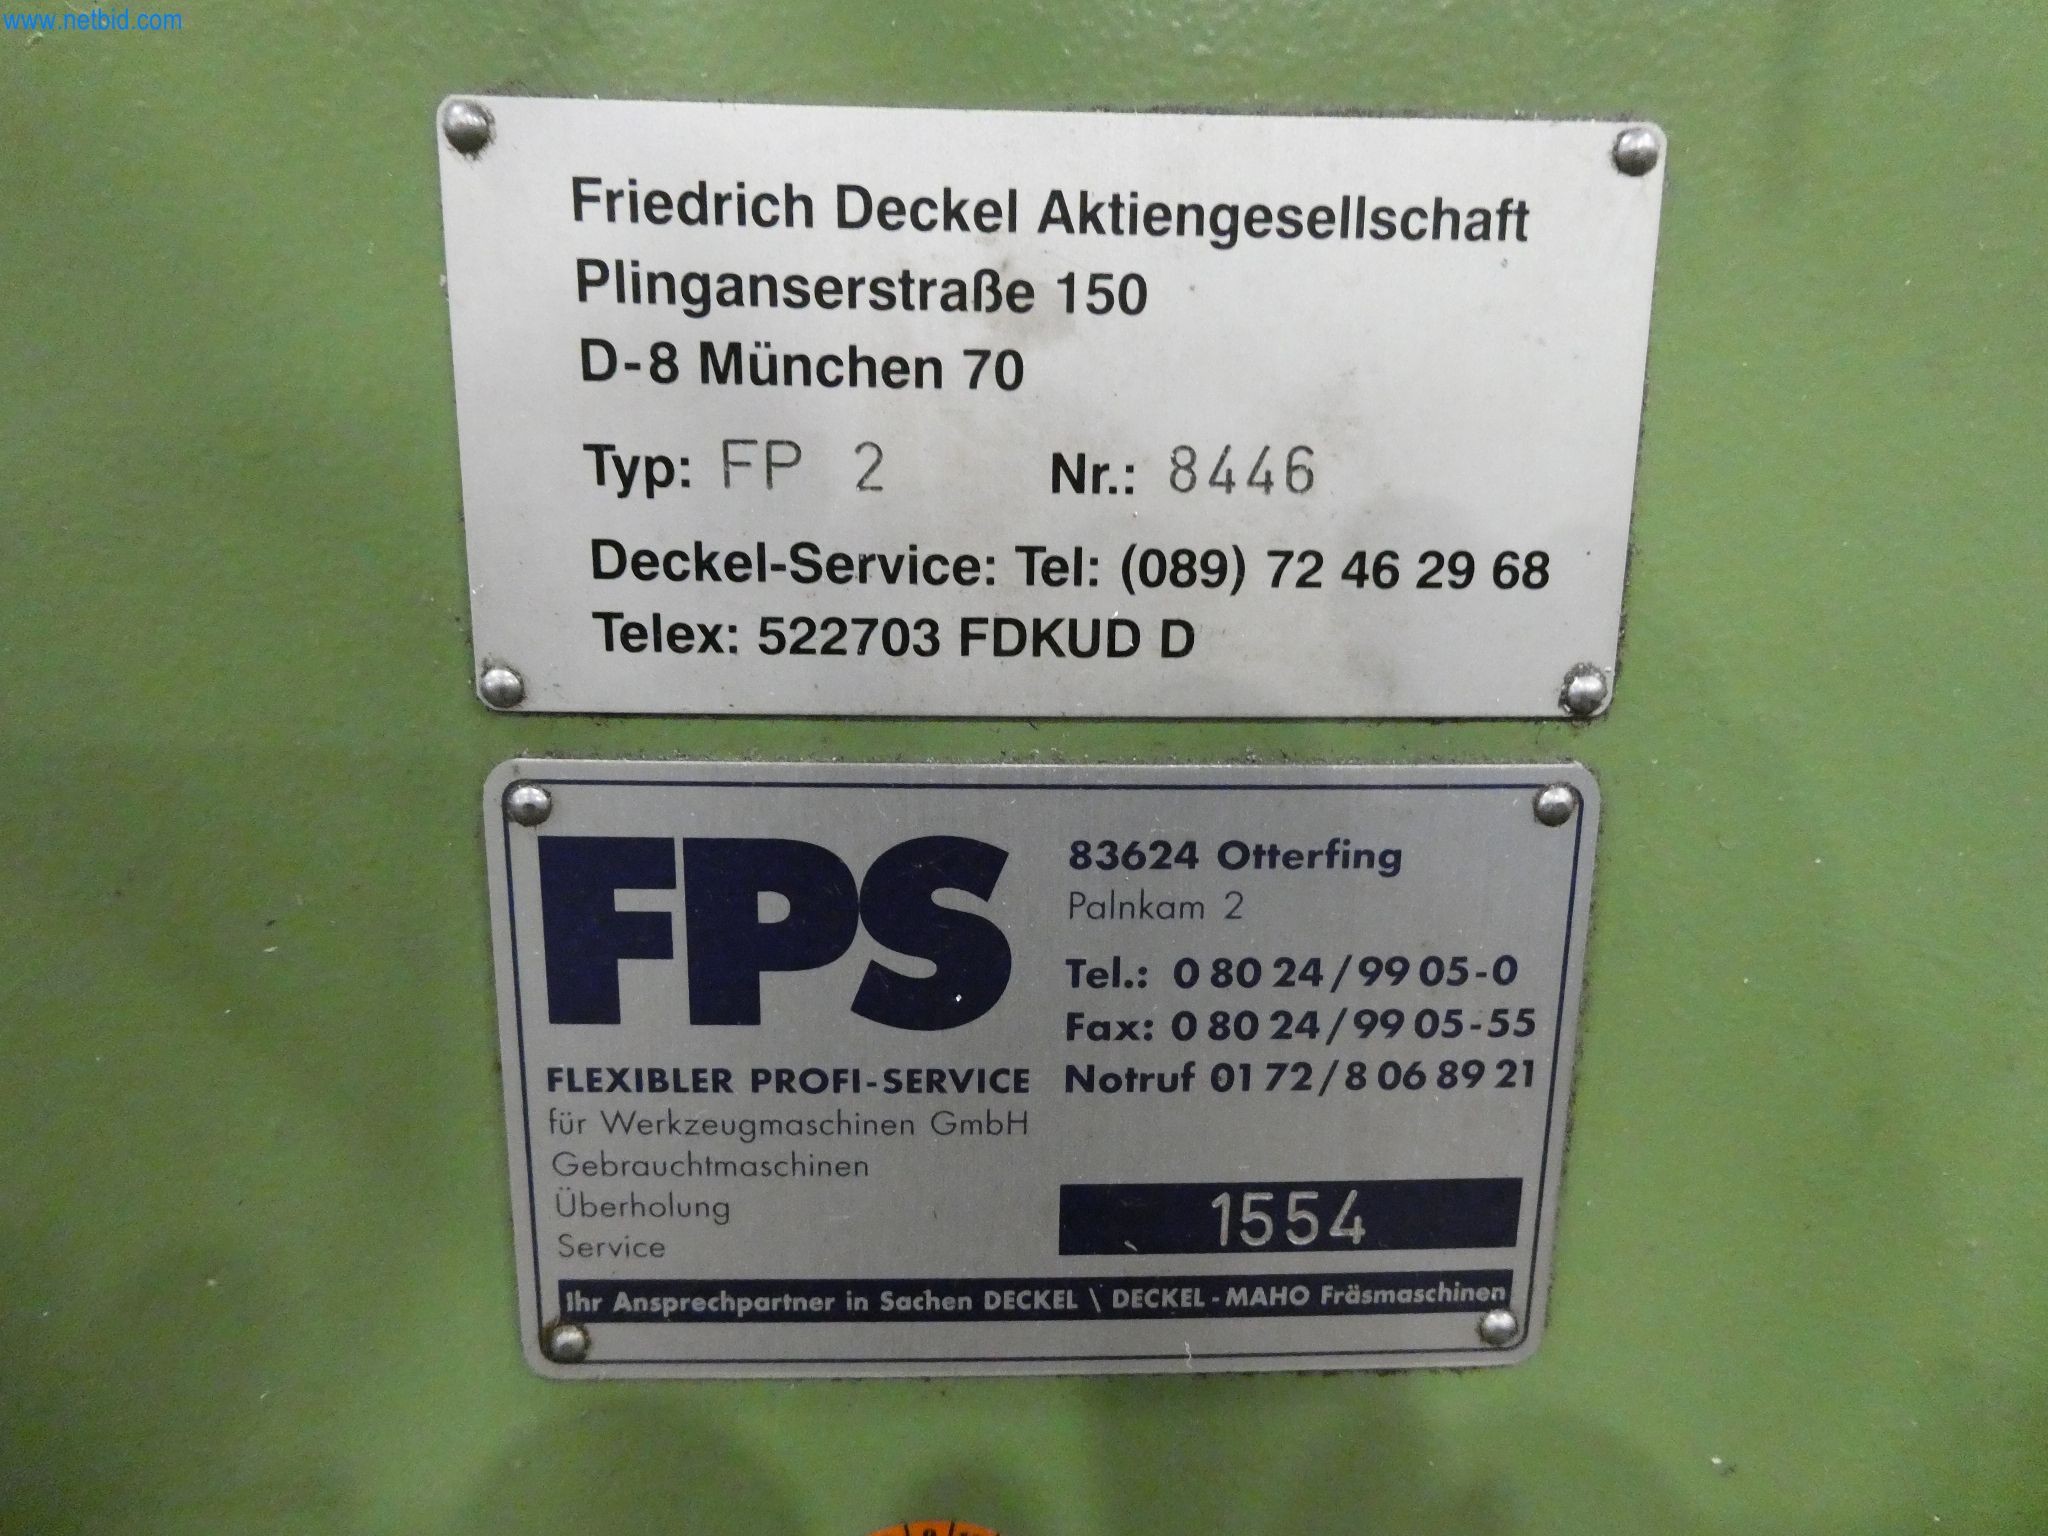 www.netbid.com
Friedrich Deckel Aktiengesellschaft
Plinganserstraße 150
D-8 München 70
Typ: FP 2 Nr.: 8446
Deckel-Service: Tel: (089) 72 46 29 68
Telex: 522703 FDKUD D
FPS
FLEXIBLER PROFI-SERVICE
für Werkzeugmaschinen GmbH
Gebrauchtmaschinen
Überholung
Service
83624 Otterfing
Palnkam 2
Tel.: 0 80 24/99 05-0
Fax: 0 80 24/99 05-55
Notruf 01 72/8 06 89 21
1554
Ihr Ansprechpartner in Sachen DECKEL \ DECKEL-MAHO Fräsmaschinen